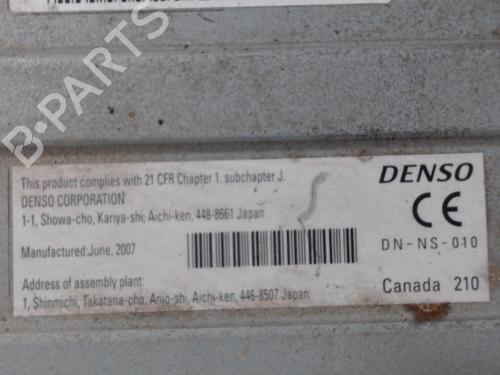 This product complies with 21 CFR Chapter 1. subchapter J.
DENSO CORPORATION
1-1, Showa-cho, Kariya-shi, Aichi-ken, 448-8661 Japan
Manufactured:June, 2007
Address of assembly plant:
1, Shinmichi, Takatana-cho, Anjo-shi, Aichi-ken, 446-8507 Japan
DENSO
CE
DN-NS-010
Canada 210
B-PARTS